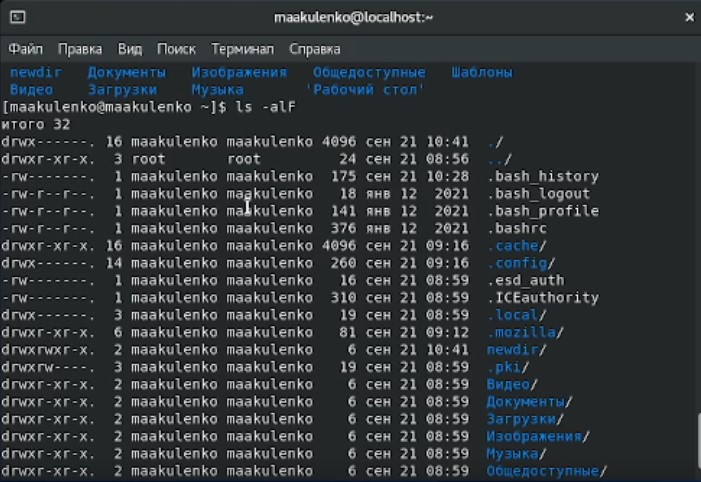 maakulenko@localhost:~
Файл Правка Вид Поиск Терминал Справка
newdir Документы Изображения Общедоступные Шаблоны
Видео Загрузки Музыка 'Рабочий стол'
[maakulenko@maakulenko ~]$ ls -alF
итого 32
drwx------. 16 maakulenko maakulenko 4096 сен 21 10:41 ./
drwxr-xr-x. 3 root root 24 сен 21 08:56 ../
-rw-------. 1 maakulenko maakulenko 175 сен 21 10:28 .bash_history
-rw-r--r--. 1 maakulenko maakulenko 18 янв 12 2021 .bash_logout
-rw-r--r--. 1 maakulenko maakulenko 141 янв 12 2021 .bash_profile
-rw-r--r--. 1 maakulenko maakulenko 376 янв 12 2021 .bashrc
drwxr-xr-x. 16 maakulenko maakulenko 4096 сен 21 09:16 .cache/
drwx------. 14 maakulenko maakulenko 260 сен 21 09:16 .config/
-rw-------. 1 maakulenko maakulenko 16 сен 21 08:59 .esd_auth
-rw-------. 1 maakulenko maakulenko 310 сен 21 08:59 .ICEauthority
drwx------. 3 maakulenko maakulenko 19 сен 21 08:59 .local/
drwxr-xr-x. 6 maakulenko maakulenko 81 сен 21 09:12 .mozilla/
drwxrwxr-x. 2 maakulenko maakulenko 6 сен 21 10:41 newdir/
drwxrw----. 3 maakulenko maakulenko 19 сен 21 08:59 .pki/
drwxr-xr-x. 2 maakulenko maakulenko 6 сен 21 08:59 Видео/
drwxr-xr-x. 2 maakulenko maakulenko 6 сен 21 08:59 Документы/
drwxr-xr-x. 2 maakulenko maakulenko 6 сен 21 08:59 Загрузки/
drwxr-xr-x. 2 maakulenko maakulenko 6 сен 21 08:59 Изображения/
drwxr-xr-x. 2 maakulenko maakulenko 6 сен 21 08:59 Музыка/
drwxr-xr-x. 2 maakulenko maakulenko 6 сен 21 08:59 Общедоступные/